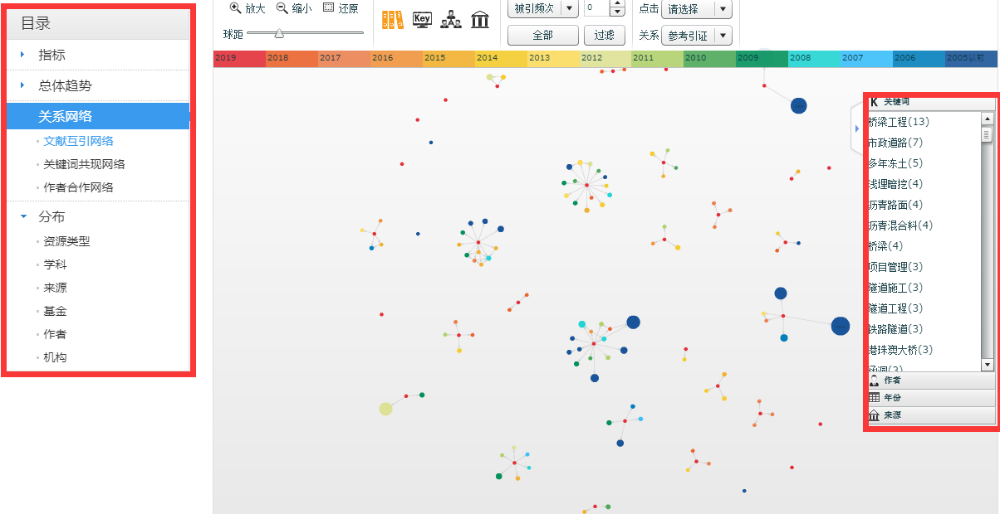 目录
指标
总体趋势
关系网络
文献互引网络
关键词共现网络
作者合作网络
分布
资源类型
学科
来源
基金
作者
机构
放大 缩小 还原
球距
Key
被引频次 0
全部 过滤
点击 请选择
关系 参考引证
2019 2018 2017 2016 2015 2014 2013 2012 2011 2010 2009 2008 2007 2006 2005以前
K 关键词
桥梁工程(13)
市政道路(7)
多年冻土(5)
浅埋暗挖(4)
沥青路面(4)
沥青混合料(4)
桥梁(4)
项目管理(3)
隧道施工(3)
隧道工程(3)
铁路隧道(3)
港珠澳大桥(3)
涵洞(3)
作者
年份
来源